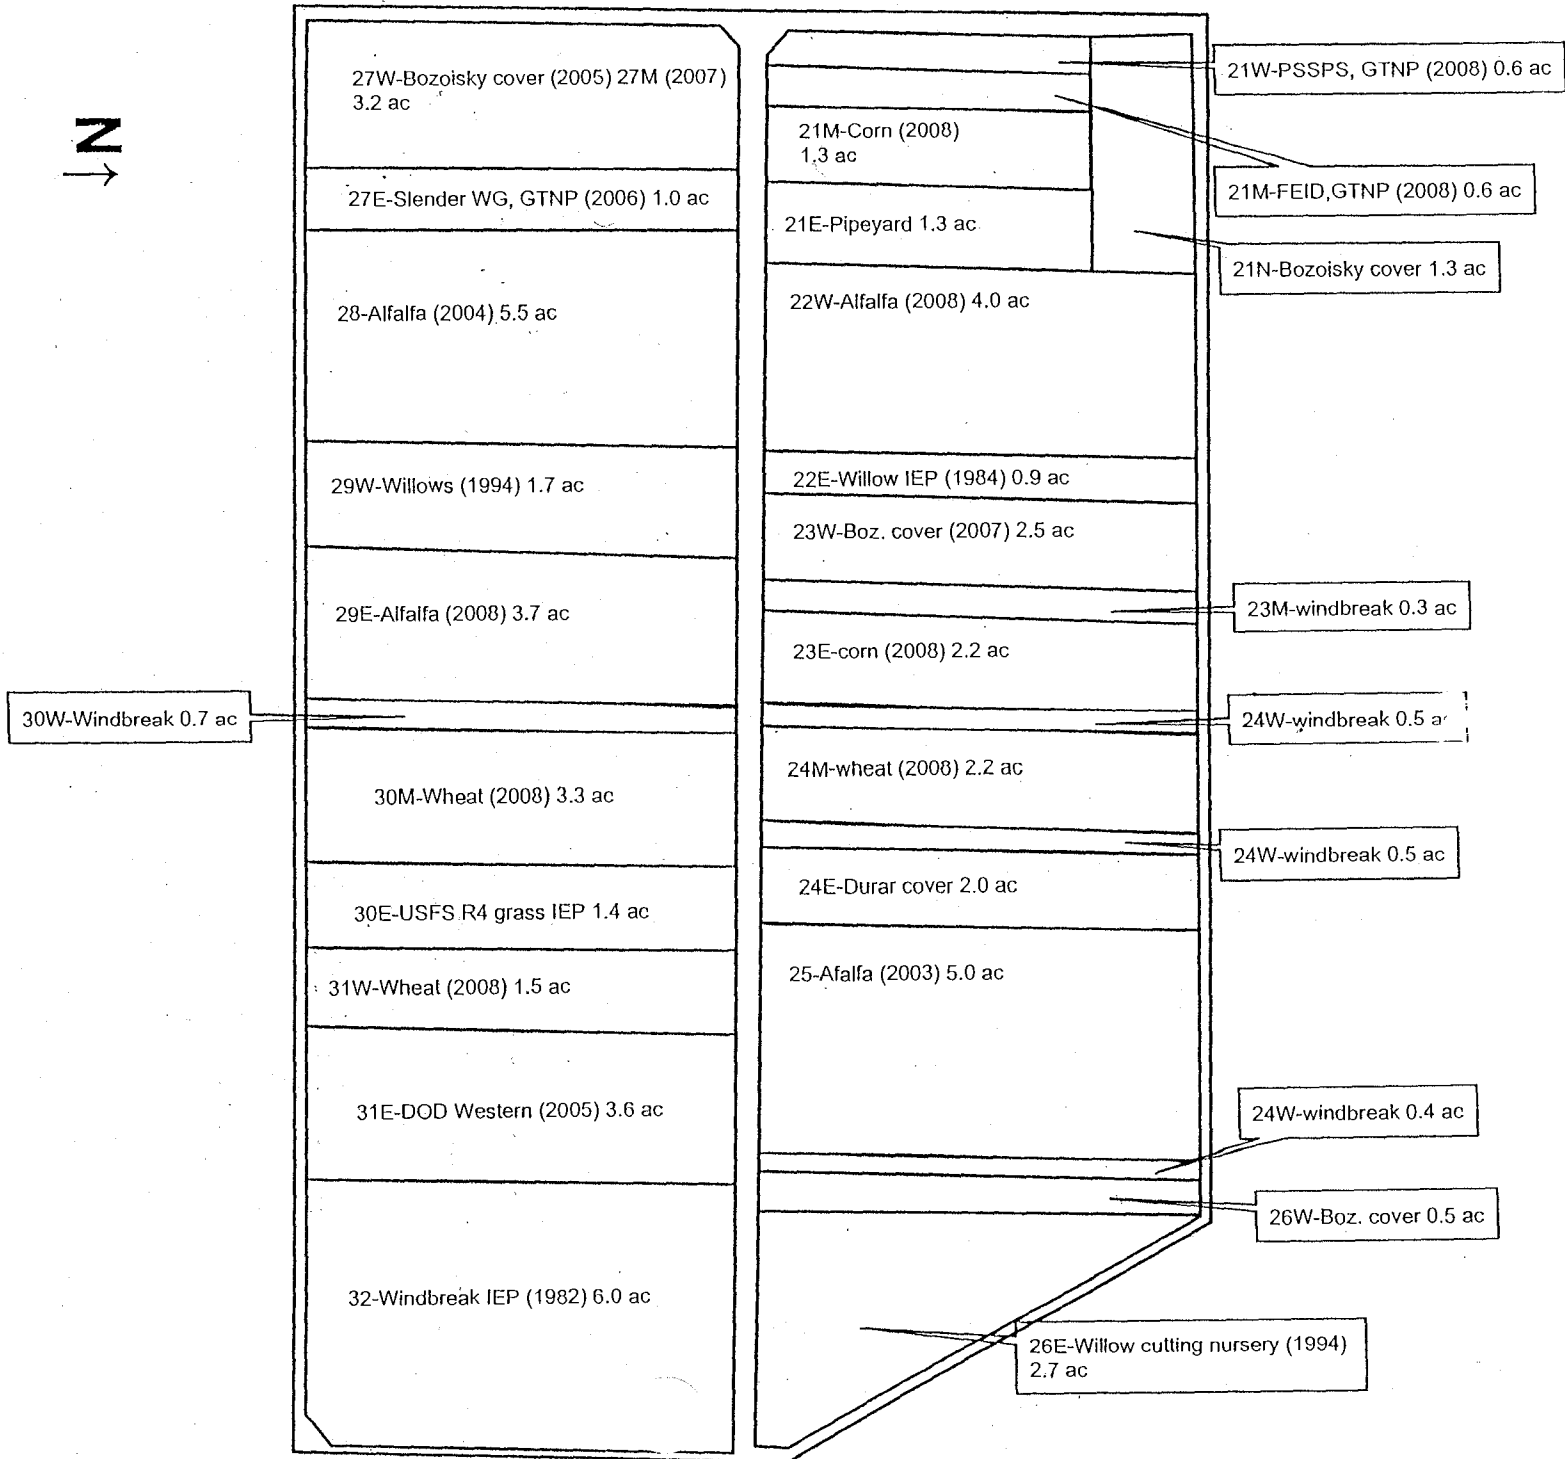 N
27W-Bozoisky cover (2005) 27M (2007)
3.2 ac
27E-Slender WG, GTNP (2006) 1.0 ac
28-Alfalfa (2004) 5.5 ac
29W-Willows (1994) 1.7 ac
29E-Alfalfa (2008) 3.7 ac
30W-Windbreak 0.7 ac
30M-Wheat (2008) 3.3 ac
30E-USFS R4 grass IEP 1.4 ac
31W-Wheat (2008) 1.5 ac
31E-DOD Western (2005) 3.6 ac
32-Windbreak IEP (1982) 6.0 ac
21W-PSSPS, GTNP (2008) 0.6 ac
21M-FEID,GTNP (2008) 0.6 ac
21M-Corn (2008)
1.3 ac
21E-Pipeyard 1.3 ac
21N-Bozoisky cover 1.3 ac
22W-Alfalfa (2008) 4.0 ac
22E-Willow IEP (1984) 0.9 ac
23W-Boz. cover (2007) 2.5 ac
23M-windbreak 0.3 ac
23E-corn (2008) 2.2 ac
24W-windbreak 0.5
24M-wheat (2008) 2.2 ac
24W-windbreak 0.5 ac
24E-Durar cover 2.0 ac
25-Afalfa (2003) 5.0 ac
24W-windbreak 0.4 ac
26W-Boz. cover 0.5 ac
26E-Willow cutting nursery (1994)
2.7 ac